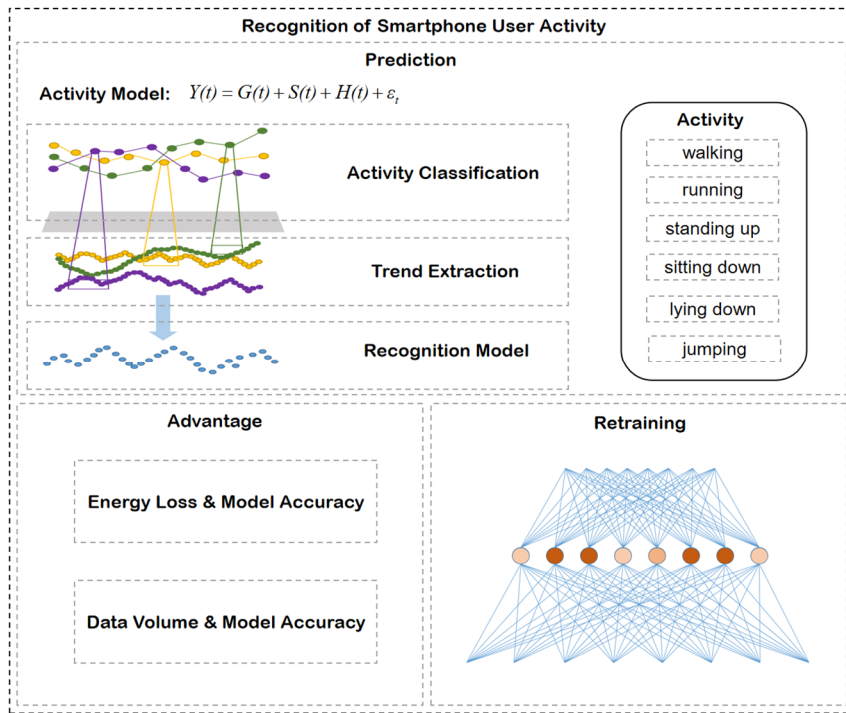 Recognition of Smartphone User Activity
Prediction
Activity Model: Y(t) = G(t) + S(t) + H(t) + εt
Activity Classification
Trend Extraction
Recognition Model
Activity
walking
running
standing up
sitting down
lying down
jumping
Advantage
Energy Loss & Model Accuracy
Data Volume & Model Accuracy
Retraining